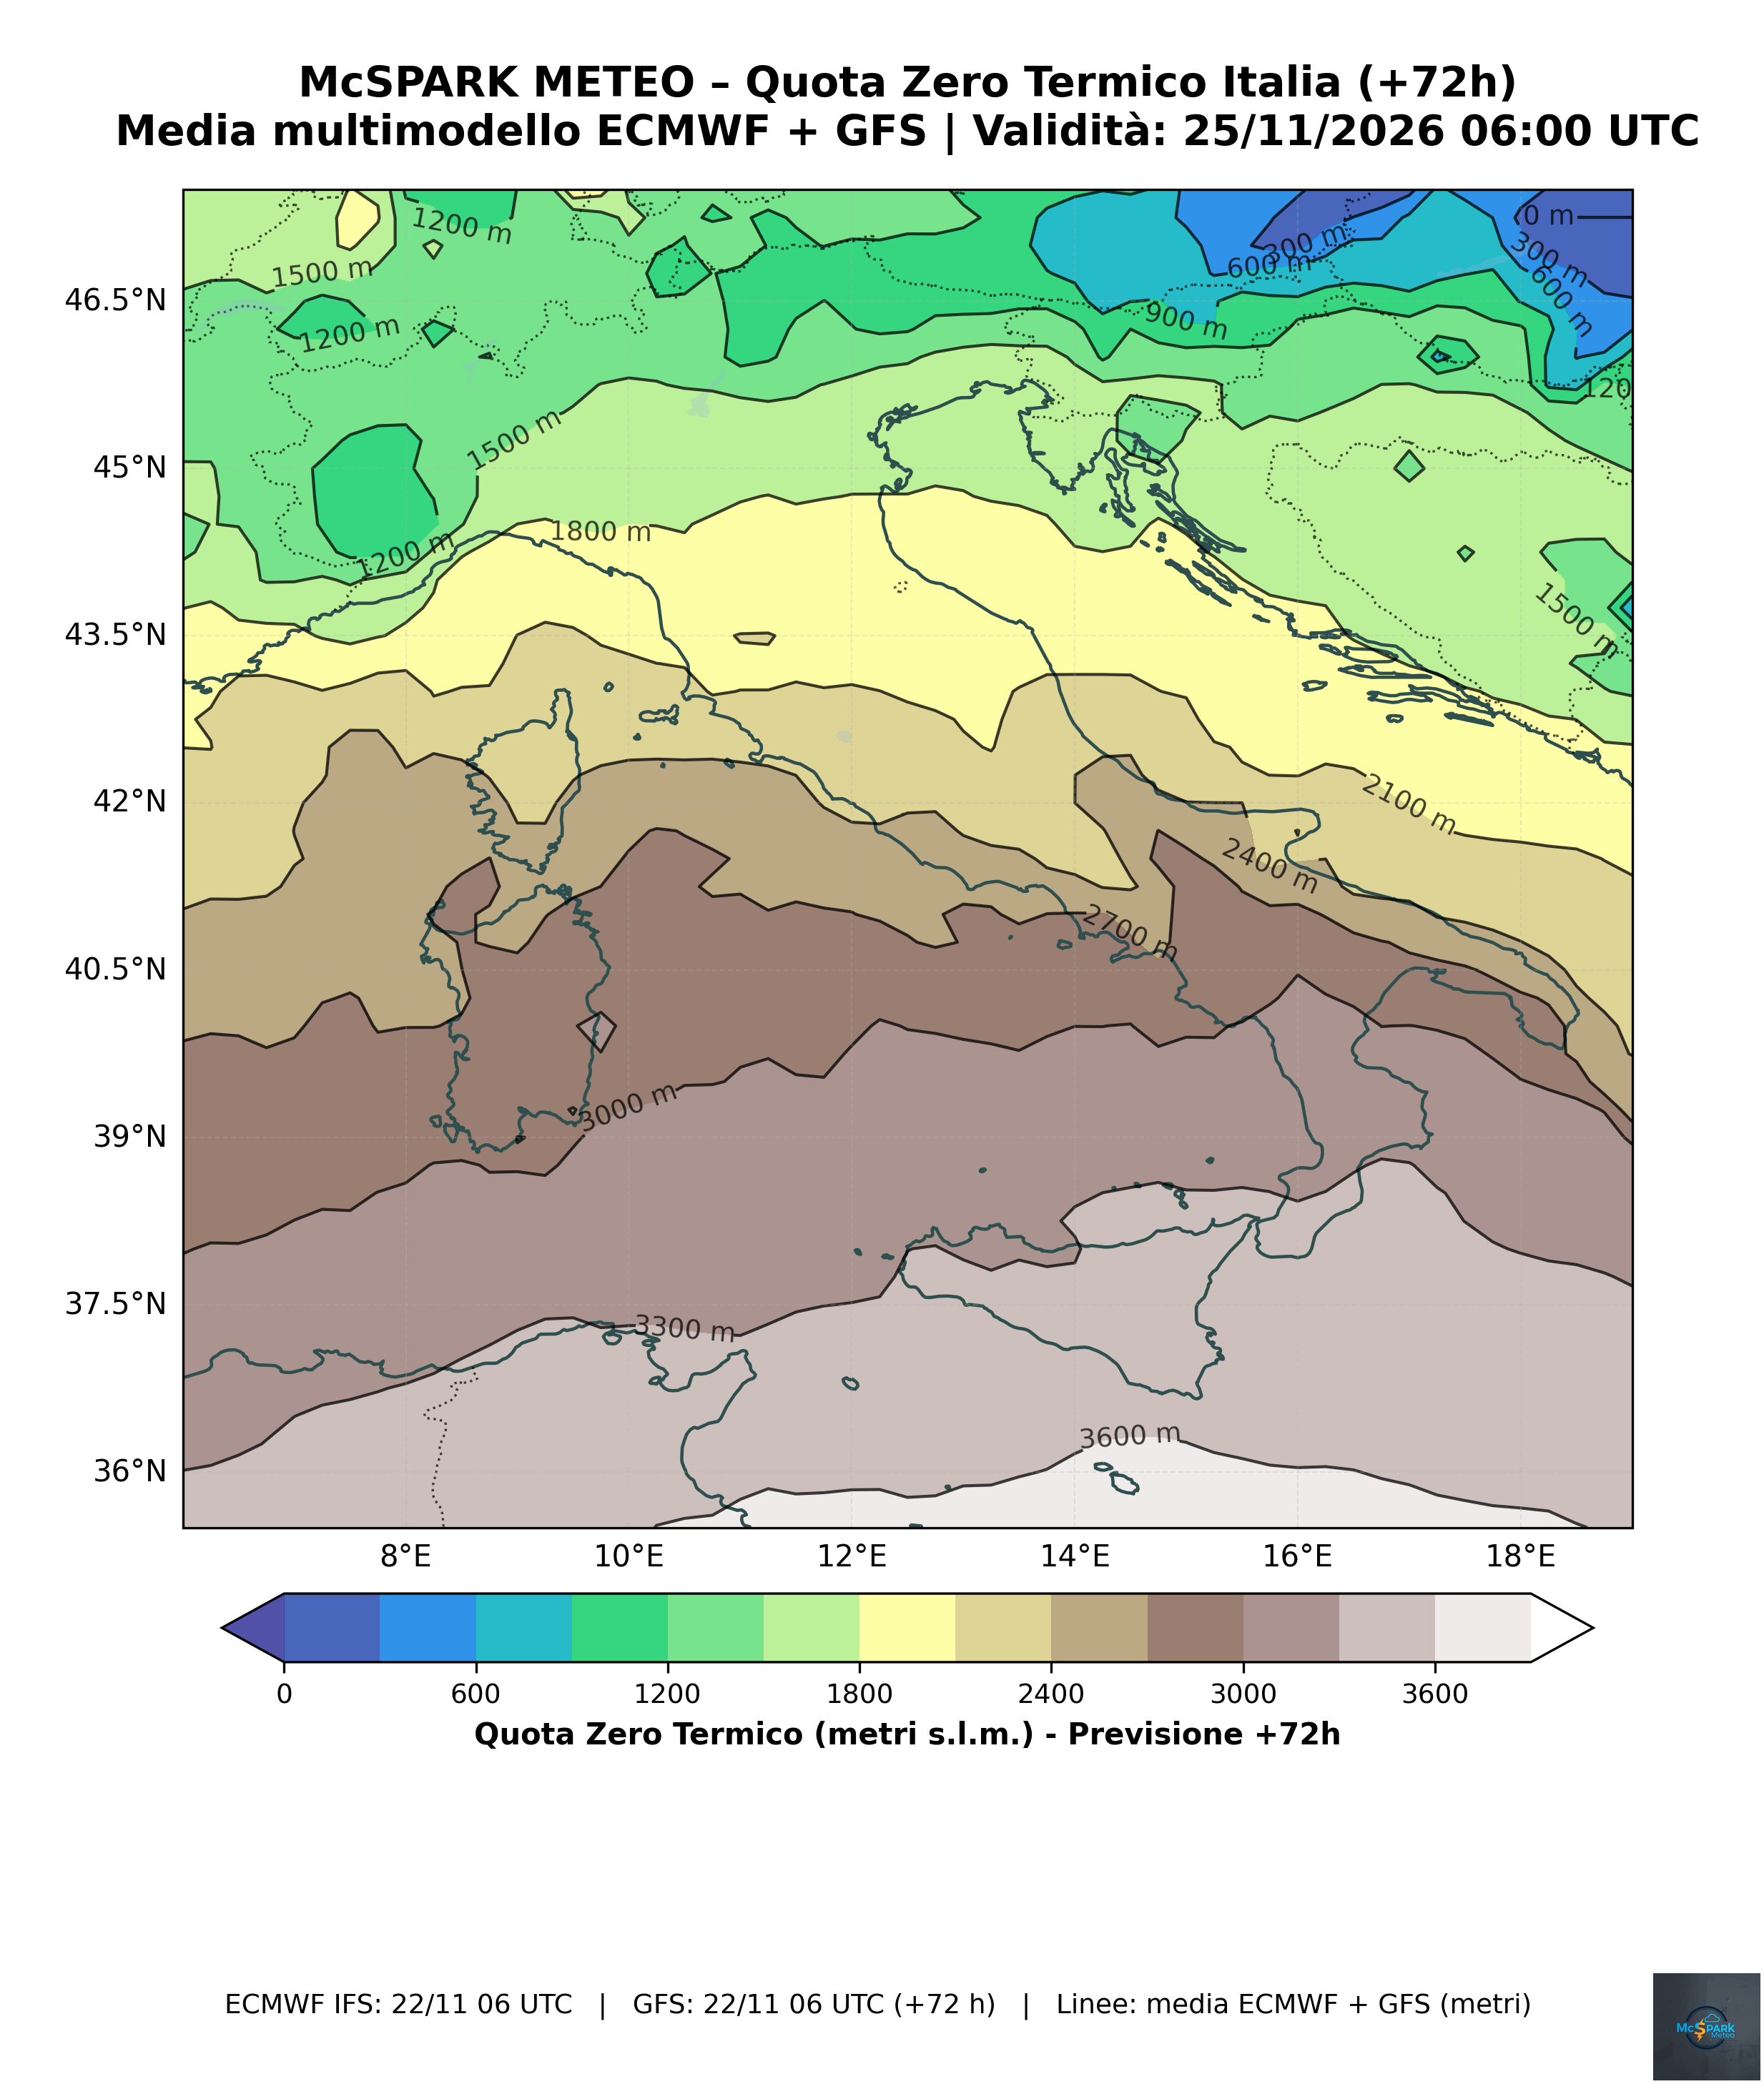 McSPARK METEO – Quota Zero Termico Italia (+72h)
Media multimodello ECMWF + GFS | Validità: 25/11/2026 06:00 UTC
1200 m
0 m
300 m
300 m
600 m
1500 m
600 m
46.5°N
1200 m
900 m
120
1500 m
45°N
1800 m
1200 m
1500 m
43.5°N
42°N
2100 m
2400 m
2700 m
40.5°N
3000 m
39°N
37.5°N
3300 m
3600 m
36°N
8°E 10°E 12°E 14°E 16°E 18°E
0 600 1200 1800 2400 3000 3600
Quota Zero Termico (metri s.l.m.) - Previsione +72h
ECMWF IFS: 22/11 06 UTC | GFS: 22/11 06 UTC (+72 h) | Linee: media ECMWF + GFS (metri)
McSPARK
Meteo